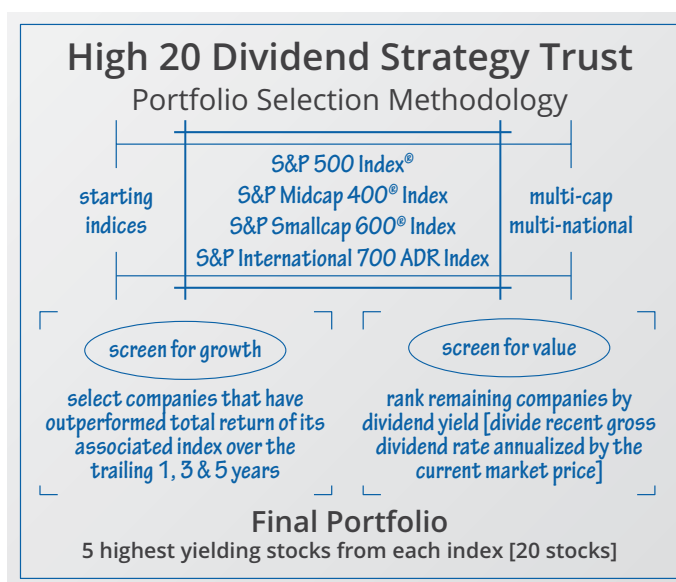 High 20 Dividend Strategy Trust
Portfolio Selection Methodology
starting
indices
S&P 500 Index®
S&P Midcap 400® Index
S&P Smallcap 600® Index
S&P International 700 ADR Index
multi-cap
multi-national
screen for growth
select companies that have
outperformed total return of its
associated index over the
trailing 1, 3 & 5 years
screen for value
rank remaining companies by
dividend yield [divide recent gross
dividend rate annualized by the
current market price]
Final Portfolio
5 highest yielding stocks from each index [20 stocks]